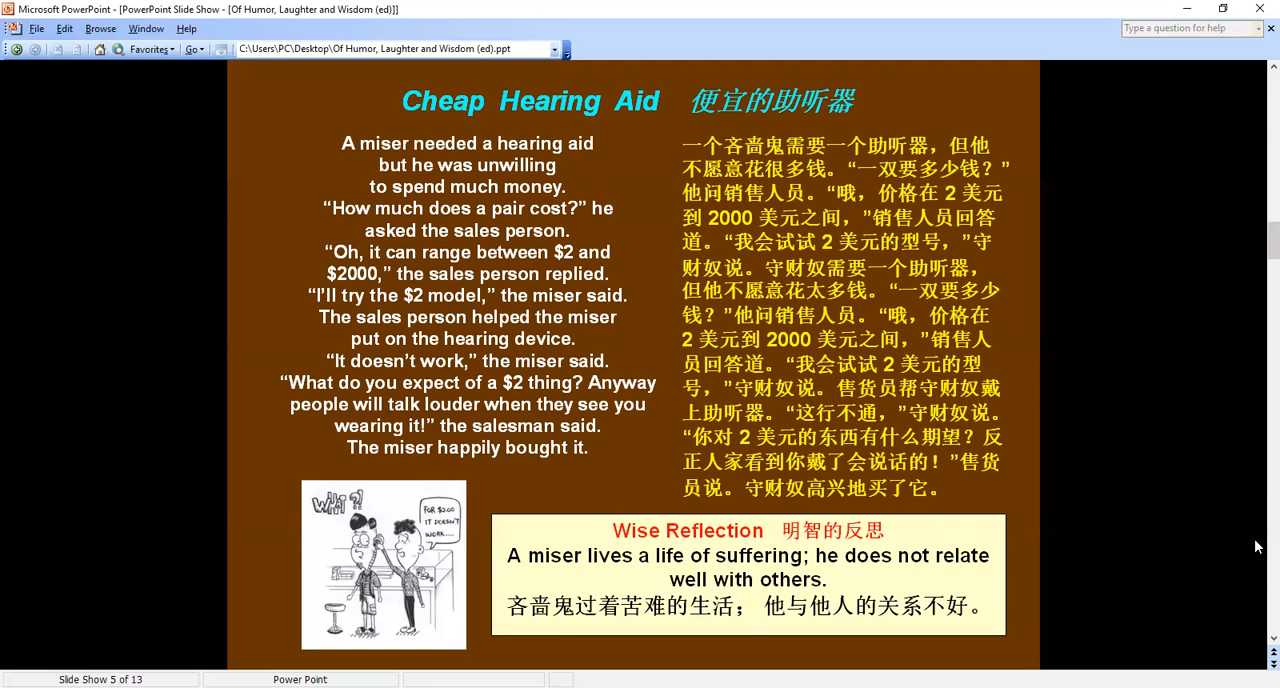 Microsoft PowerPoint - [PowerPoint Slide Show - [Of Humor, Laughter and Wisdom (ed)]]
File Edit Browse Window Help
Type a question for help
Favorites Go C:\Users\PC\Desktop\Of Humor, Laughter and Wisdom (ed).ppt
Cheap Hearing Aid 便宜的助听器
A miser needed a hearing aid
but he was unwilling
to spend much money.
“How much does a pair cost?” he
asked the sales person.
“Oh, it can range between $2 and
$2000,” the sales person replied.
“I’ll try the $2 model,” the miser said.
The sales person helped the miser
put on the hearing device.
“It doesn’t work,” the miser said.
“What do you expect of a $2 thing? Anyway
people will talk louder when they see you
wearing it!” the salesman said.
The miser happily bought it.
一个吝啬鬼需要一个助听器，但他
不愿意花很多钱。“一双要多少钱？”
他问销售人员。“哦，价格在 2 美元
到 2000 美元之间，”销售人员回答
道。“我会试试 2 美元的型号，”守
财奴说。守财奴需要一个助听器，
但他不愿意花太多钱。“一双要多少
钱？”他问销售人员。“哦，价格在
2 美元到 2000 美元之间，”销售人
员回答道。“我会试试 2 美元的型
号，”守财奴说。售货员帮守财奴戴
上助听器。“这行不通，”守财奴说。
“你对 2 美元的东西有什么期望？反
正人家看到你戴了会说话的！”售货
员说。守财奴高兴地买了它。
WHAT?!
FOR $2.00
IT DOESN'T
WORK....
Wise Reflection 明智的反思
A miser lives a life of suffering; he does not relate
well with others.
吝啬鬼过着苦难的生活； 他与他人的关系不好。
Slide Show 5 of 13
Power Point